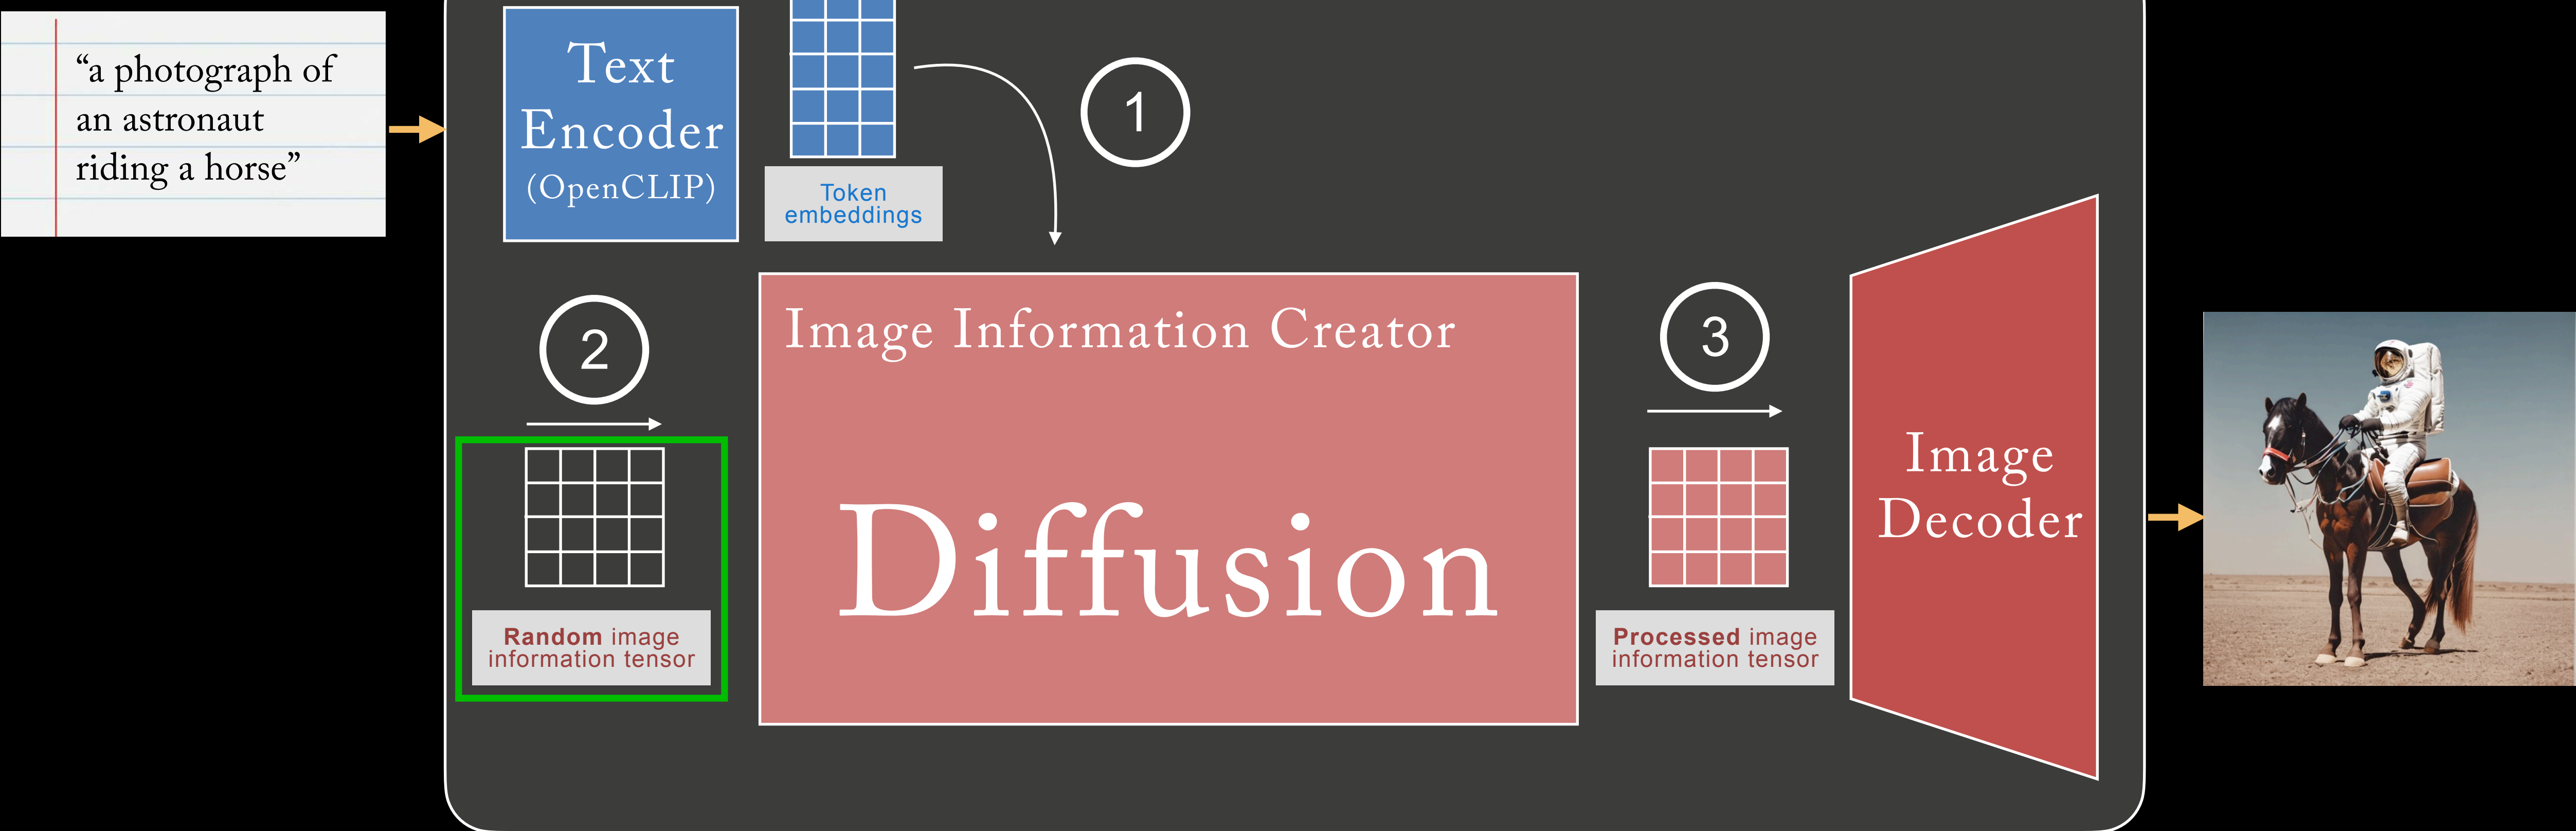 “a photograph of
an astronaut
riding a horse”
Text
Encoder
(OpenCLIP)
Token
embeddings
1
2
Random image
information tensor
Image Information Creator
Diffusion
3
Processed image
information tensor
Image
Decoder